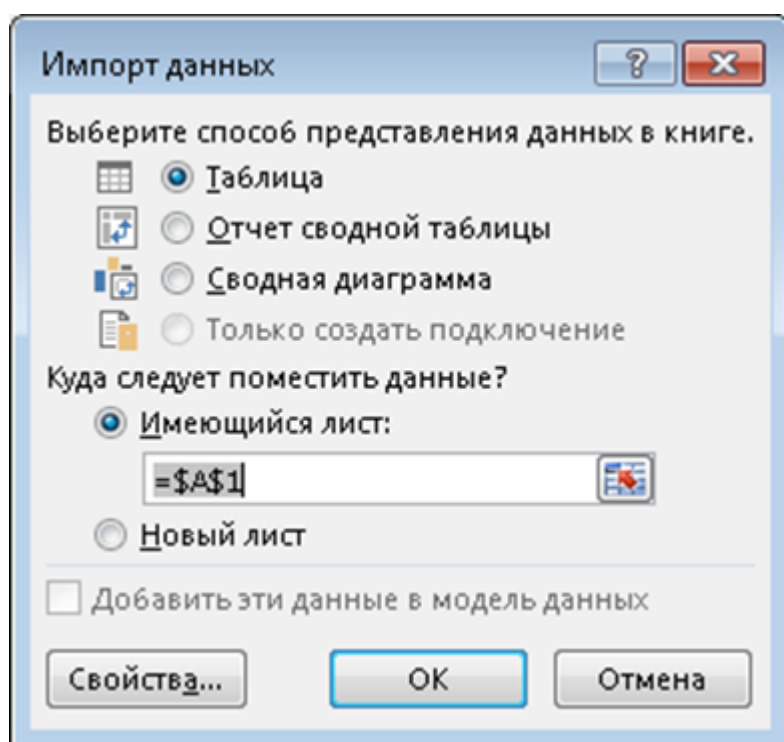 Импорт данных
Выберите способ представления данных в книге.
Таблица
Отчет сводной таблицы
Сводная диаграмма
Только создать подключение
Куда следует поместить данные?
Имеющийся лист:
=$A$1
Новый лист
Добавить эти данные в модель данных
Свойства... ОК Отмена